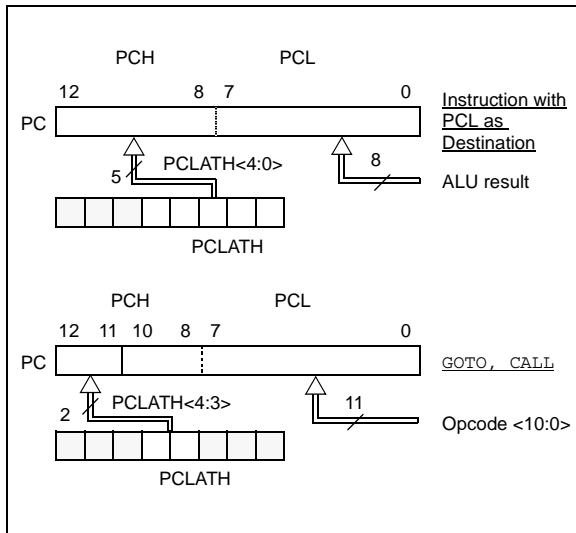 PCH PCL
12 8 7 0
PC
Instruction with
PCL as
Destination
5 PCLATH<4:0>
8
ALU result
PCLATH
PCH PCL
12 11 10 8 7 0
PC
GOTO, CALL
2 PCLATH<4:3>
11
Opcode <10:0>
PCLATH